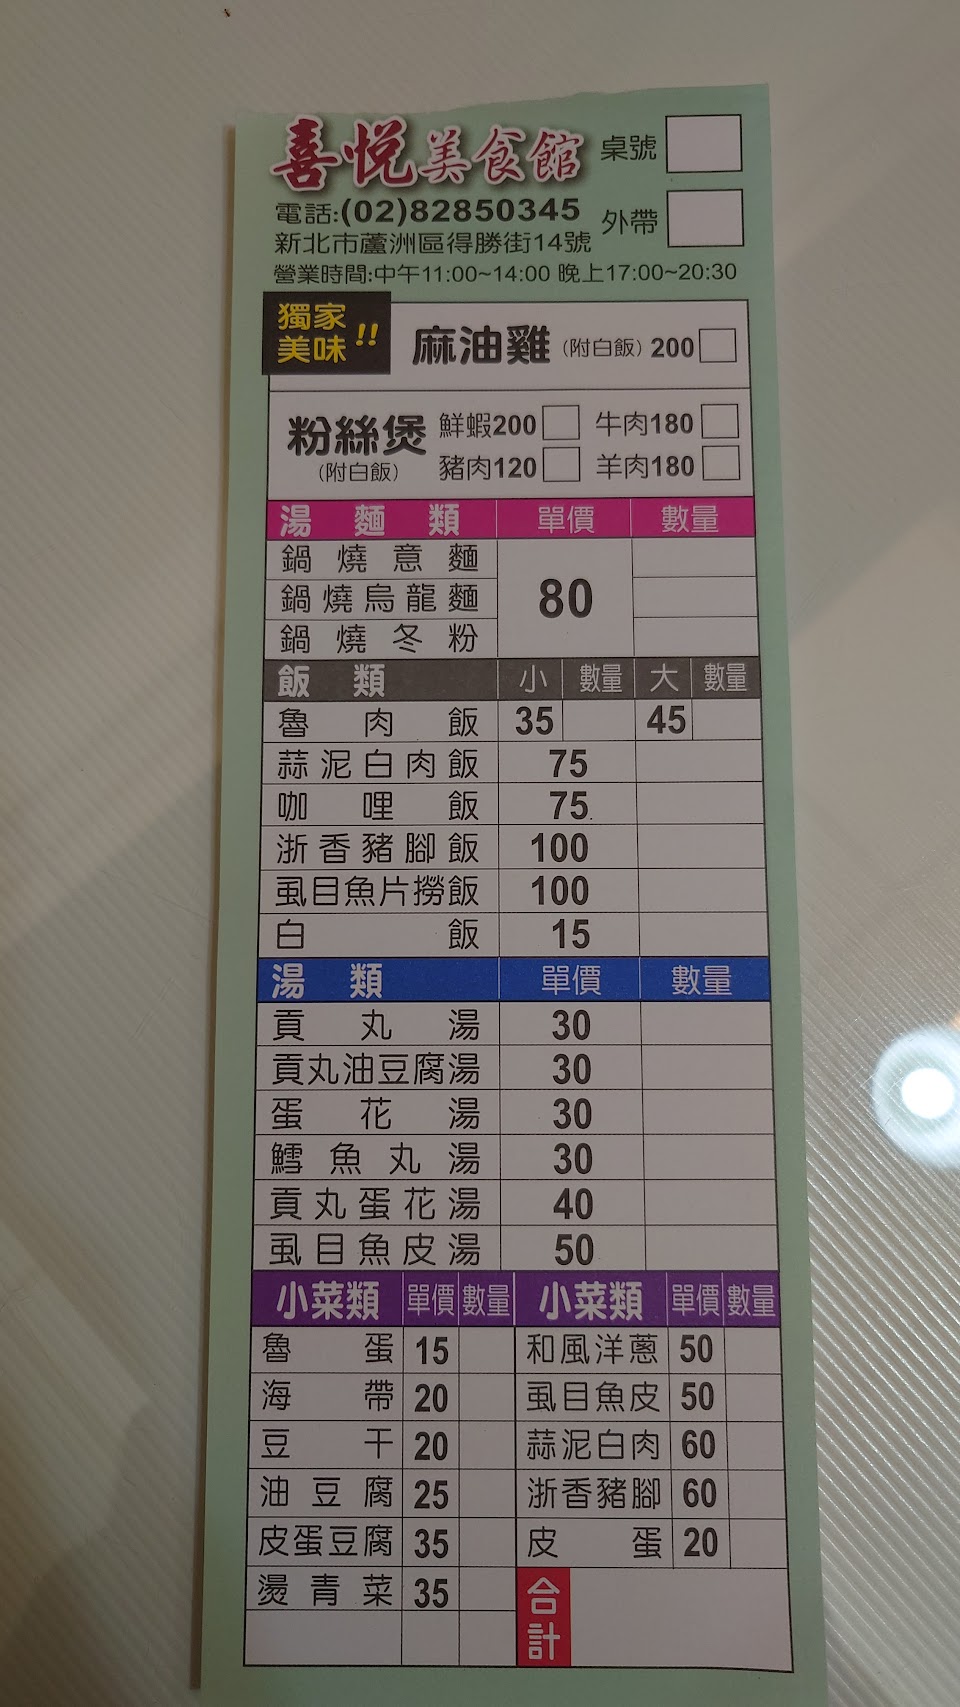 喜悅美食館 桌號
電話:(02)82850345
外帶
新北市蘆洲區得勝街14號
營業時間:中午11:00~14:00 晚上17:00~20:30
獨家
美味!!
麻油雞(附白飯)200
粉絲煲
(附白飯)
鮮蝦200 牛肉180
豬肉120 羊肉180
湯麵類 單價 數量
鍋燒意麵
鍋燒烏龍麵 80
鍋燒冬粉
飯類 小 數量 大 數量
魯肉飯 35 45
蒜泥白肉飯 75
咖哩飯 75
浙香豬腳飯 100
虱目魚片撈飯 100
白飯 15
湯類 單價 數量
貢丸湯 30
貢丸油豆腐湯 30
蛋花湯 30
鱈魚丸湯 30
貢丸蛋花湯 40
虱目魚皮湯 50
小菜類 單價 數量 小菜類 單價 數量
魯蛋 15 和風洋蔥 50
海帶 20 虱目魚皮 50
豆干 20 蒜泥白肉 60
油豆腐 25 浙香豬腳 60
皮蛋豆腐 35 皮蛋 20
燙青菜 35
合計